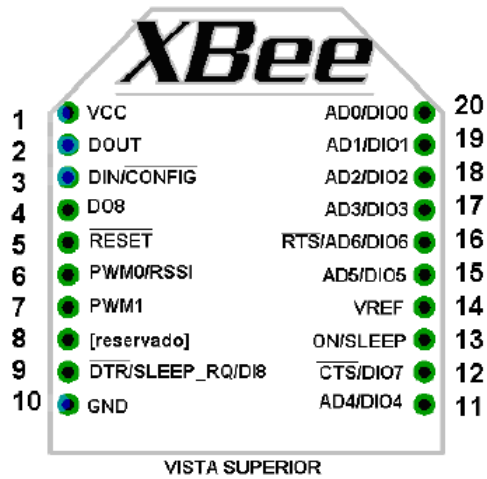 XBee
1 VCC AD0/DIO0 20
2 DOUT AD1/DIO1 19
3 DIN/CONFIG AD2/DIO2 18
4 DO8 AD3/DIO3 17
5 RESET RTS/AD6/DIO6 16
6 PWM0/RSSI AD5/DIO5 15
7 PWM1 VREF 14
8 [reservado] ON/SLEEP 13
9 DTR/SLEEP_RQ/DI8 CTS/DIO7 12
10 GND AD4/DIO4 11
VISTA SUPERIOR